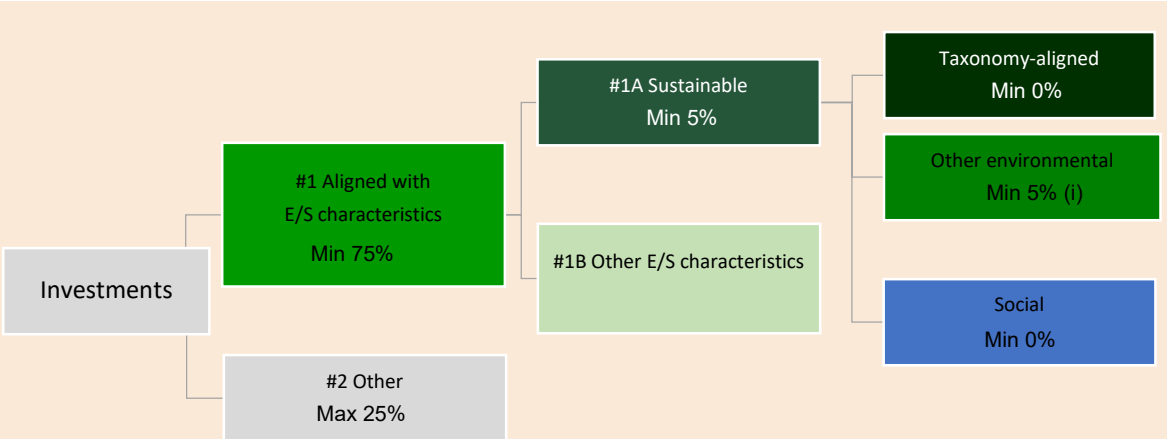 Investments
#1 Aligned with
E/S characteristics
Min 75%
#2 Other
Max 25%
#1A Sustainable
Min 5%
#1B Other E/S characteristics
Taxonomy-aligned
Min 0%
Other environmental
Min 5% (i)
Social
Min 0%